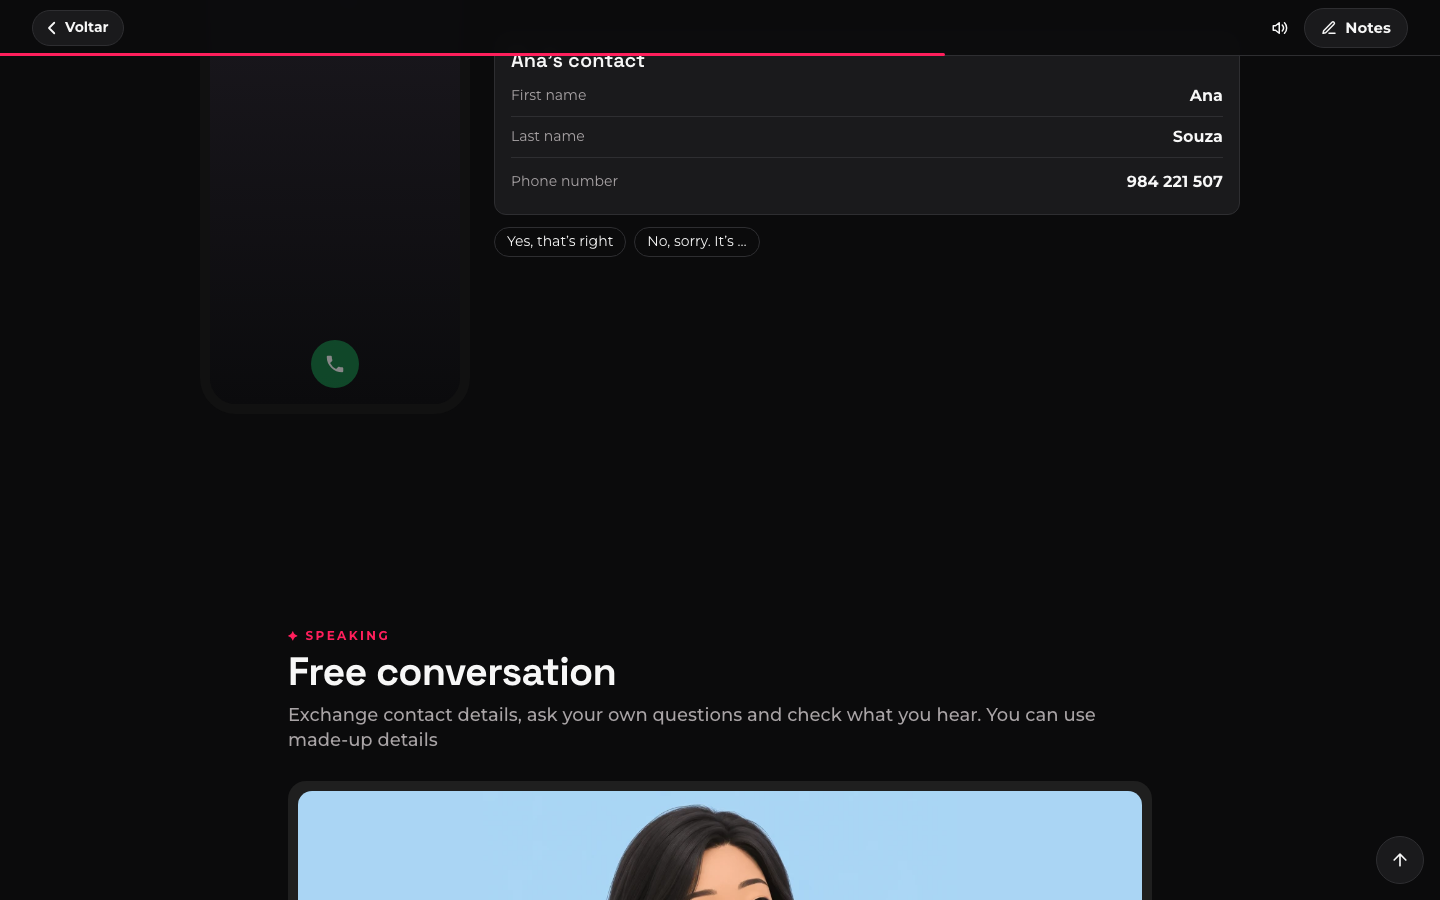 Voltar
Notes
Ana's contact
First name
Ana
Last name
Souza
Phone number
984 221 507
Yes, that's right
No, sorry. It's ...
SPEAKING
Free conversation
Exchange contact details, ask your own questions and check what you hear. You can use
made-up details